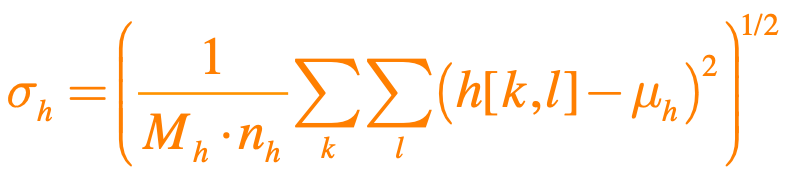 σ_h = ( 1 / (M_h · n_h) ∑_k ∑_l (h[k,l] − μ_h)^2 )^{1/2}